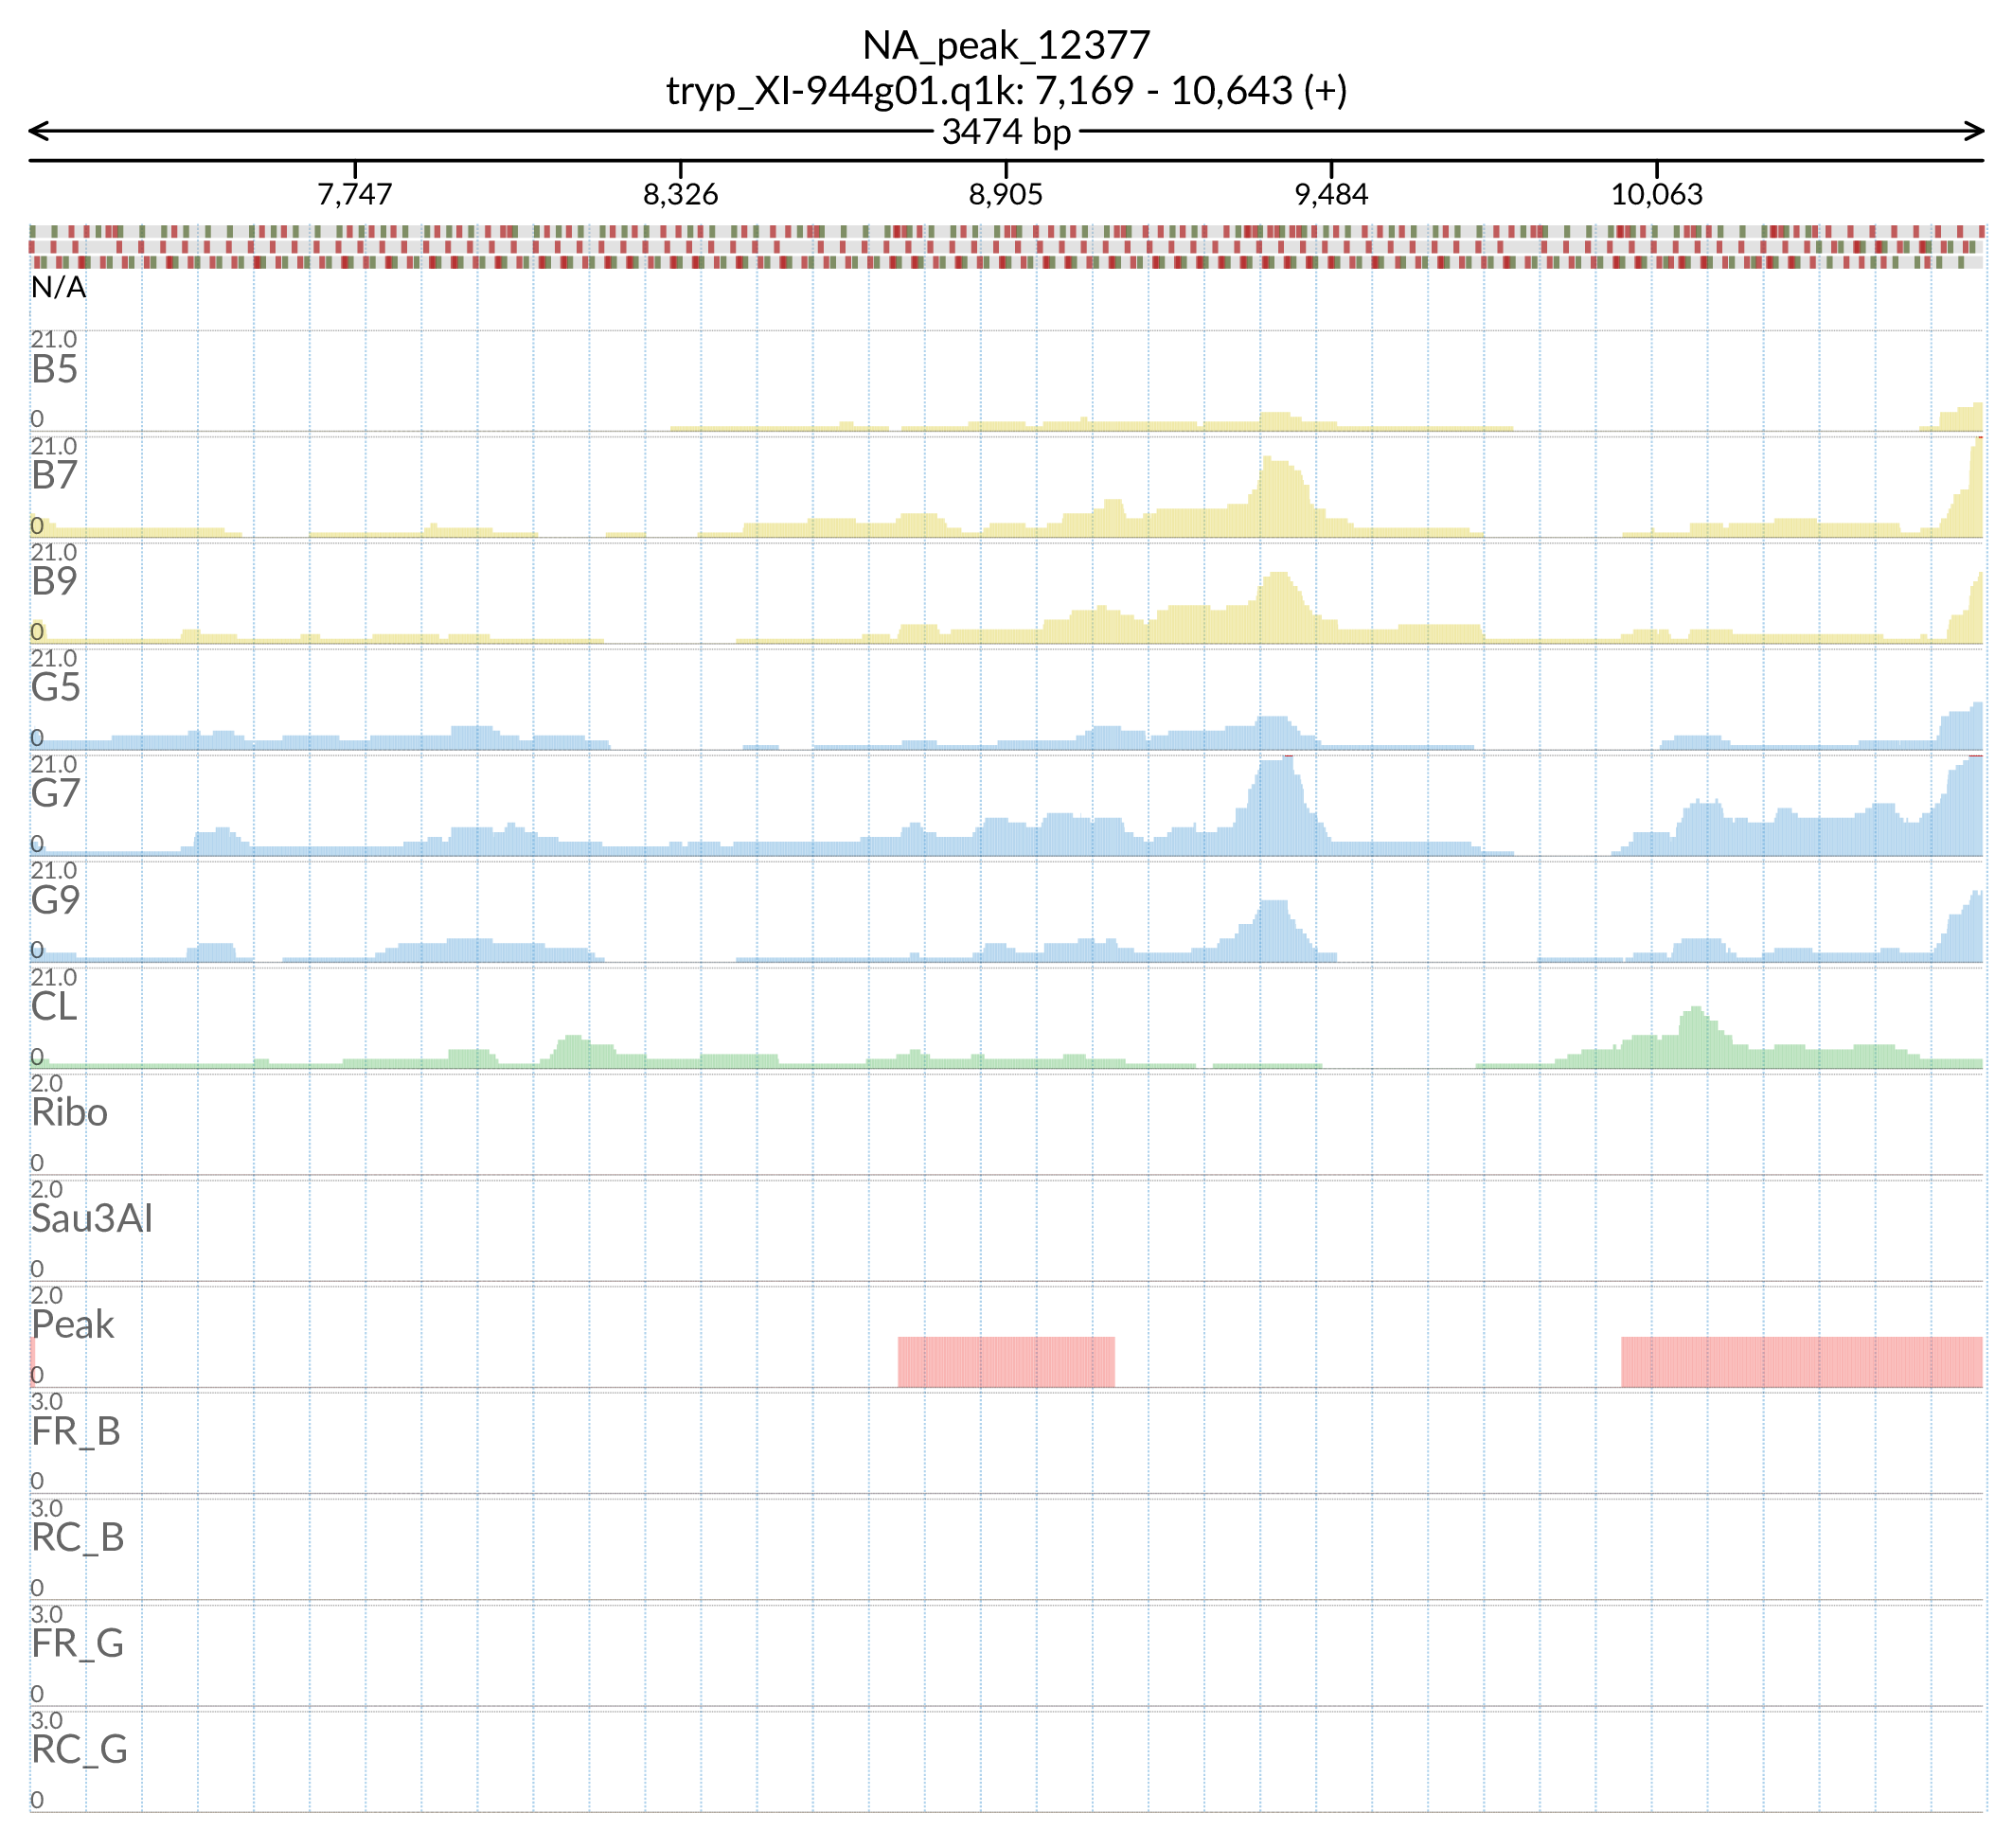 NA_peak_12377
tryp_XI-944g01.q1k: 7,169 - 10,643 (+)
3474 bp
7,747 8,326 8,905 9,484 10,063
N/A
21.0
B5
0
21.0
B7
0
21.0
B9
0
21.0
G5
0
21.0
G7
0
21.0
G9
0
21.0
CL
0
2.0
Ribo
0
2.0
Sau3AI
0
2.0
Peak
0
3.0
FR_B
0
3.0
RC_B
0
3.0
FR_G
0
3.0
RC_G
0